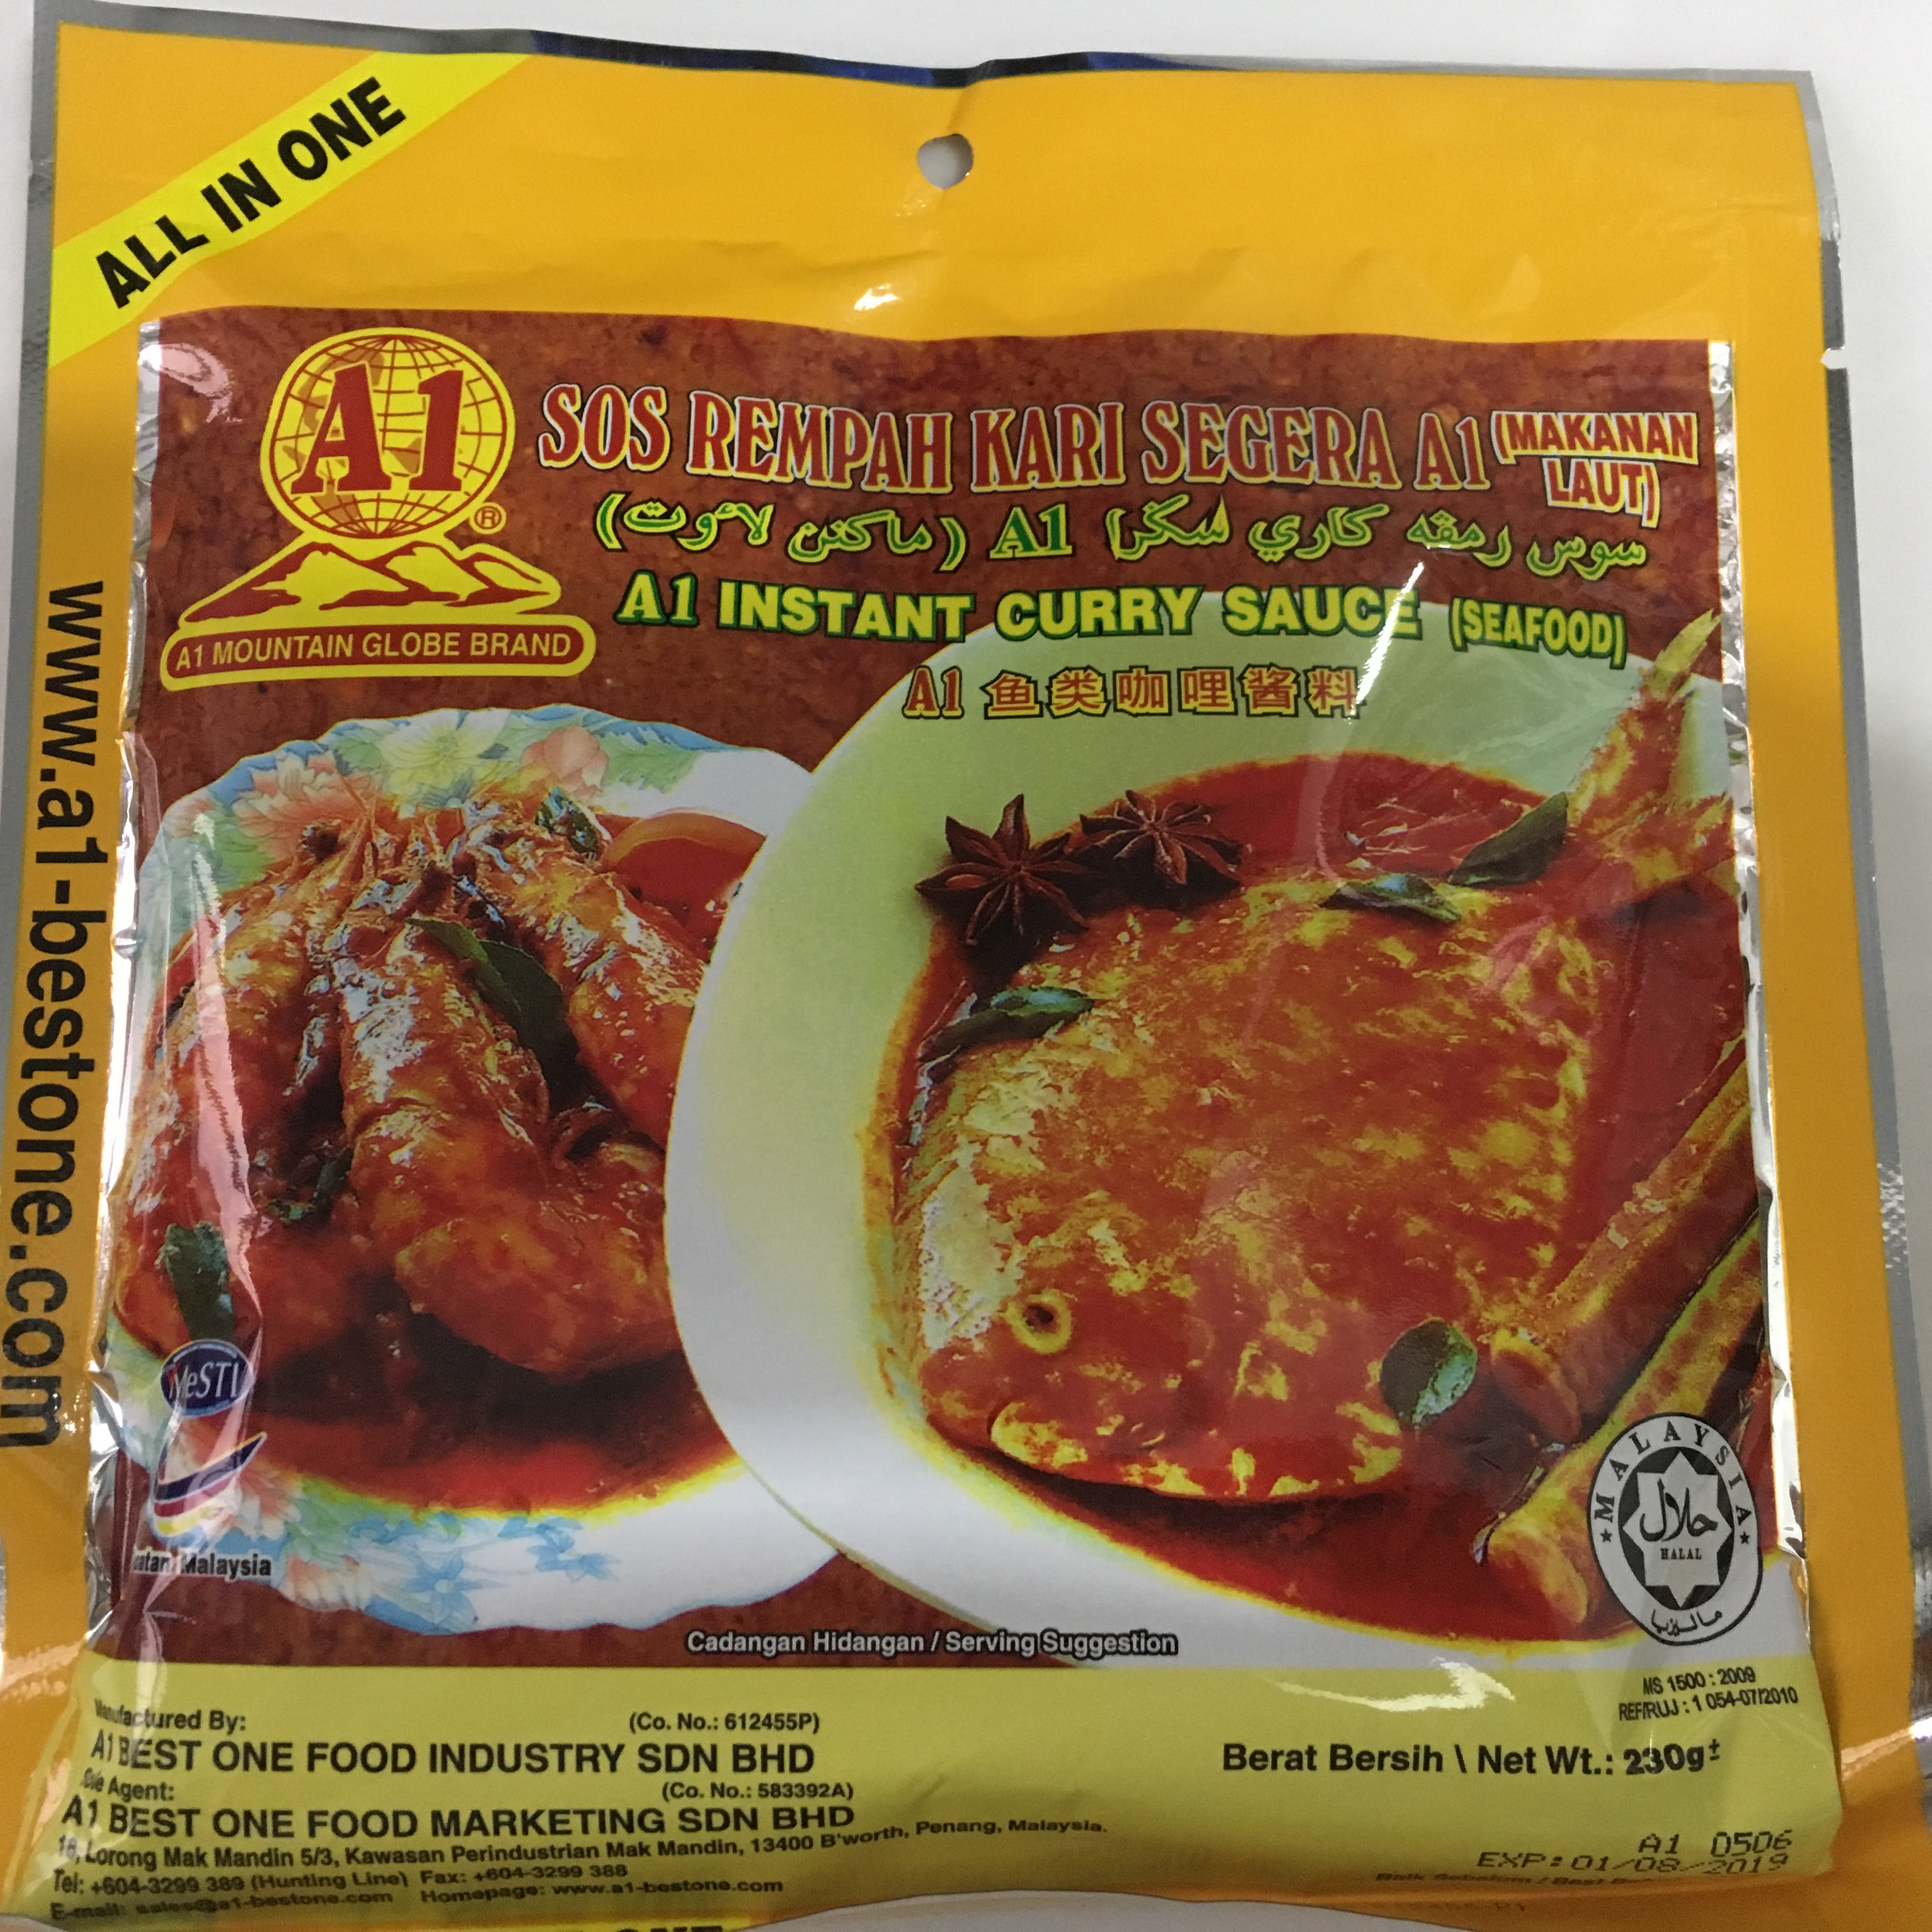 ALL IN ONE
A1
®
A1 MOUNTAIN GLOBE BRAND
SOS REMPAH KARI SEGERA A1 (MAKANAN LAUT)
سوس رمڤه كاري سݢرا A1 (ماكنن لاءوت)
A1 INSTANT CURRY SAUCE (SEAFOOD)
A1 鱼类咖哩酱料
www.a1-bestone.com
MeSTI
Malaysia
MALAYSIA
حلال
HALAL
مليسيا
Cadangan Hidangan / Serving Suggestion
MS 1500 : 2009
REF/RUJ : 1 054-07/2010
Manufactured By: (Co. No.: 612455P)
A1 BEST ONE FOOD INDUSTRY SDN BHD
Sole Agent: (Co. No.: 583392A)
A1 BEST ONE FOOD MARKETING SDN BHD
16, Lorong Mak Mandin 5/3, Kawasan Perindustrian Mak Mandin, 13400 B'worth, Penang, Malaysia.
Tel: +604-3299 389 (Hunting Line) Fax: +604-3299 388
E-mail: sales@a1-bestone.com Homepage: www.a1-bestone.com
Berat Bersih \ Net Wt.: 230g±
A1 0506
EXP: 01/08/2019